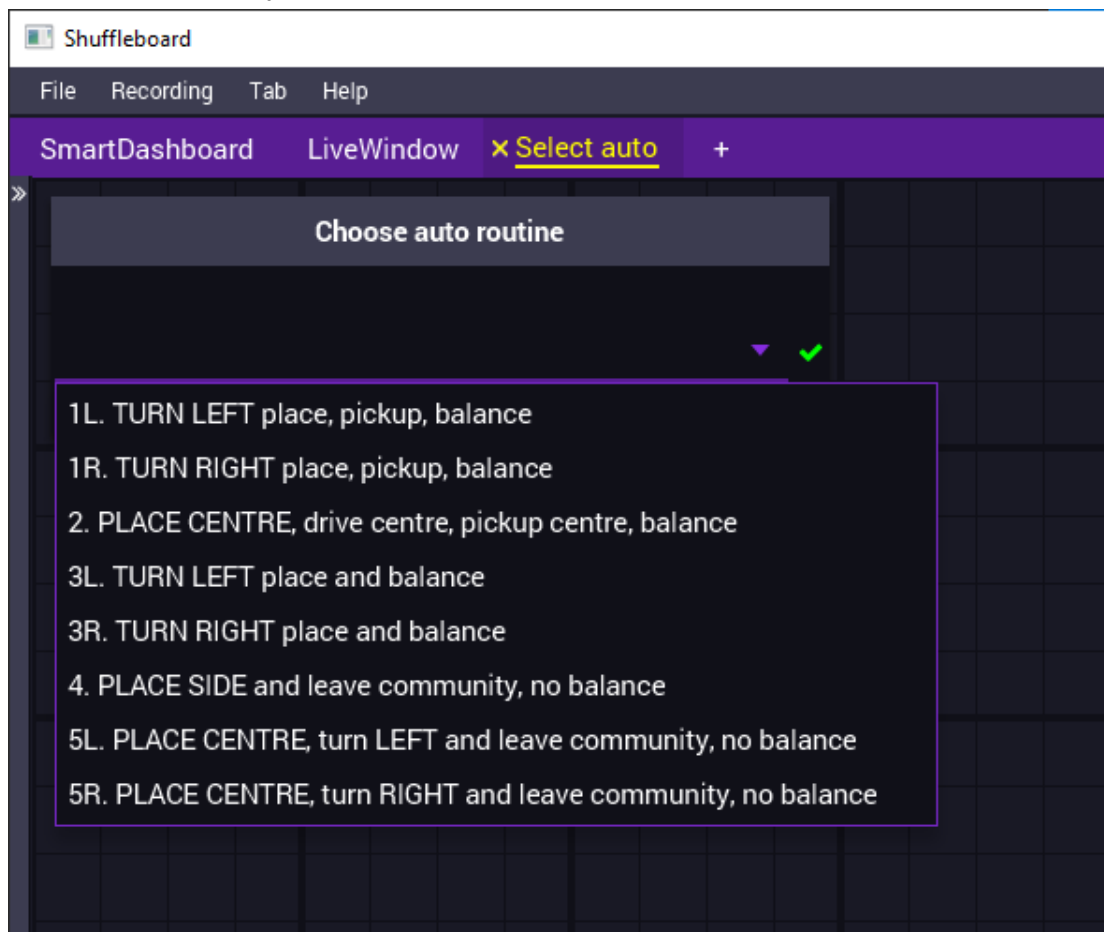 Shuffleboard
File Recording Tab Help
SmartDashboard LiveWindow Select auto +
Choose auto routine
1L. TURN LEFT place, pickup, balance
1R. TURN RIGHT place, pickup, balance
2. PLACE CENTRE, drive centre, pickup centre, balance
3L. TURN LEFT place and balance
3R. TURN RIGHT place and balance
4. PLACE SIDE and leave community, no balance
5L. PLACE CENTRE, turn LEFT and leave community, no balance
5R. PLACE CENTRE, turn RIGHT and leave community, no balance